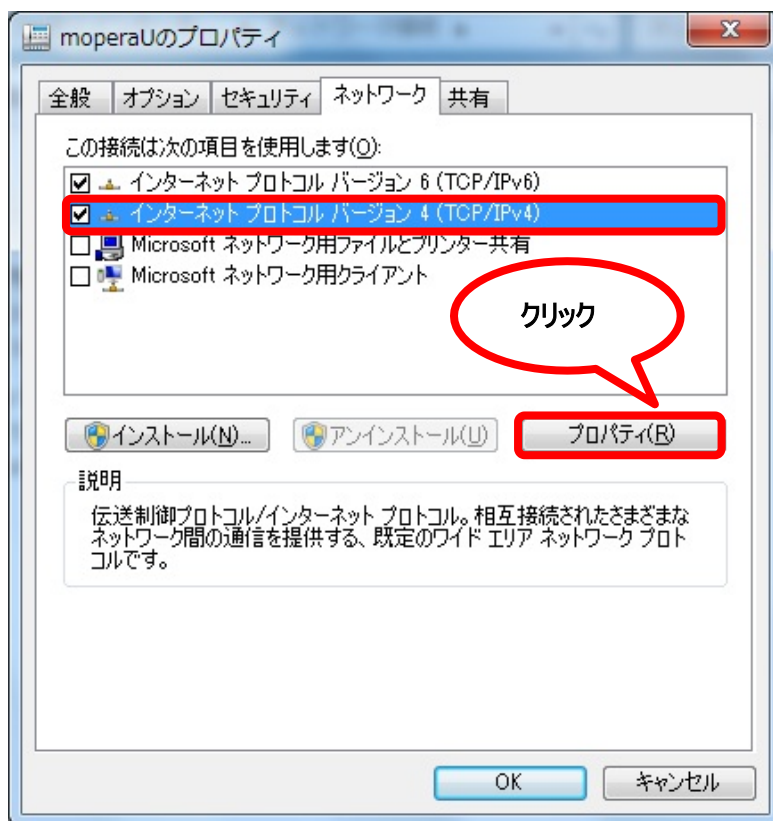 moperaUのプロパティ
全般 オプション セキュリティ ネットワーク 共有
この接続は次の項目を使用します(O):
インターネット プロトコル バージョン 6 (TCP/IPv6)
インターネット プロトコル バージョン 4 (TCP/IPv4)
Microsoft ネットワーク用ファイルとプリンター共有
Microsoft ネットワーク用クライアント
クリック
インストール(N)... アンインストール(U) プロパティ(R)
説明
伝送制御プロトコル/インターネット プロトコル。相互接続されたさまざまな
ネットワーク間の通信を提供する、既定のワイド エリア ネットワーク プロト
コルです。
OK キャンセル